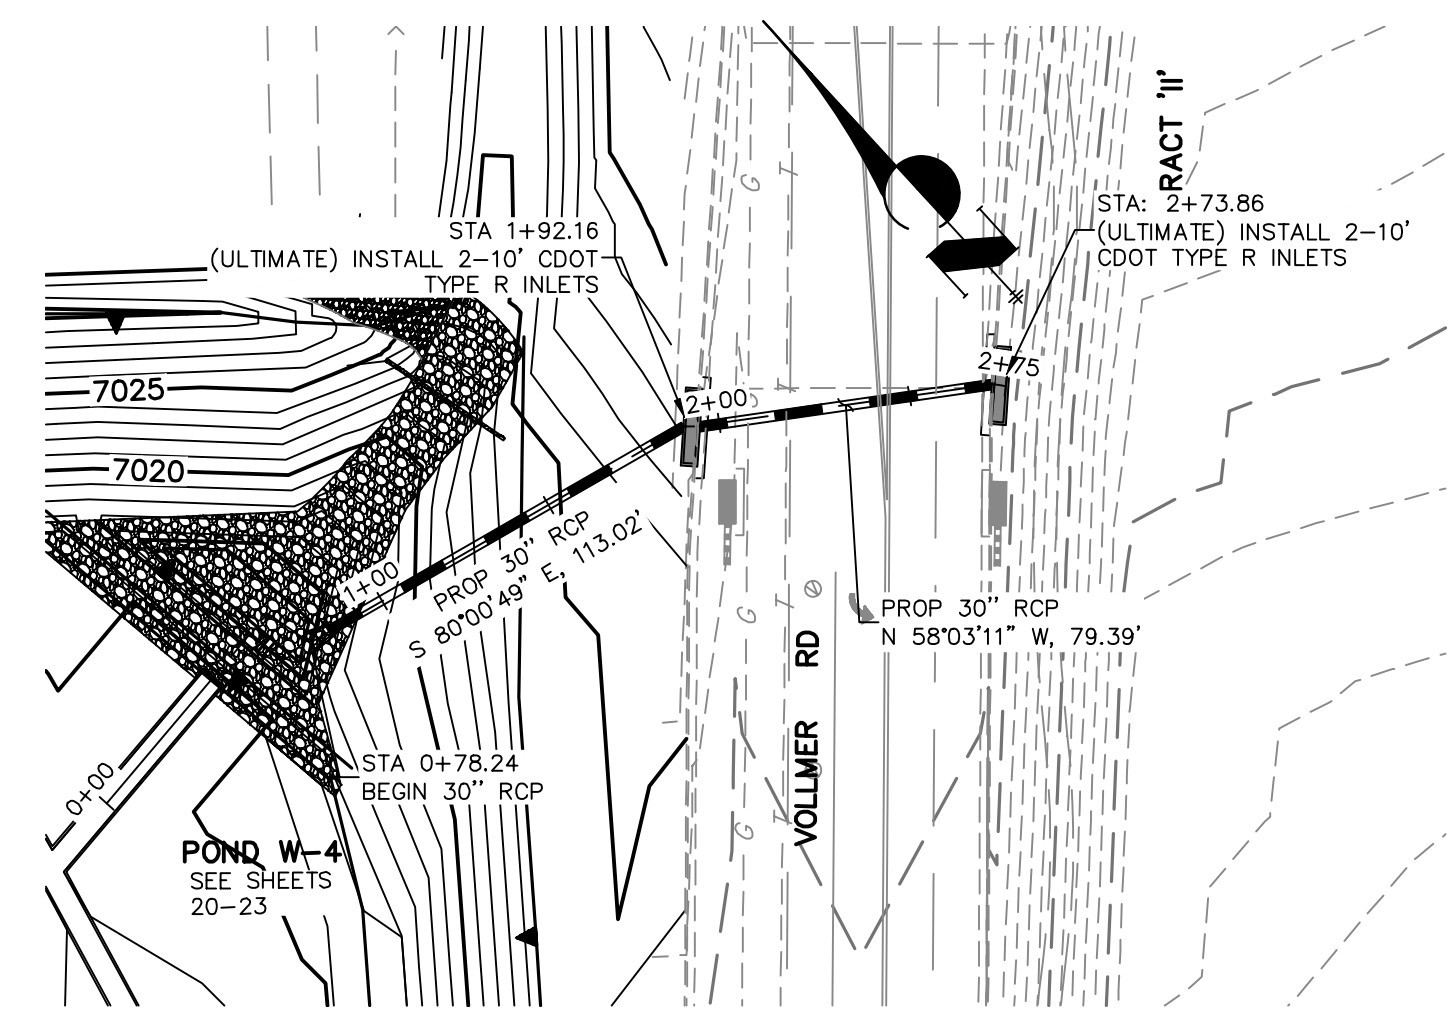 RACT 'II'
STA: 2+73.86
(ULTIMATE) INSTALL 2-10'
CDOT TYPE R INLETS
STA 1+92.16
(ULTIMATE) INSTALL 2-10' CDOT
TYPE R INLETS
G
T
2+75
7025
2+00
G
T
7020
PROP 30" RCP
S 80°00'49" E, 113.02'
1+00
G
T
PROP 30" RCP
N 58°03'11" W, 79.39'
VOLLMER RD
STA 0+78.24
BEGIN 30" RCP
0+00
G
T
POND W-4
SEE SHEETS
20-23